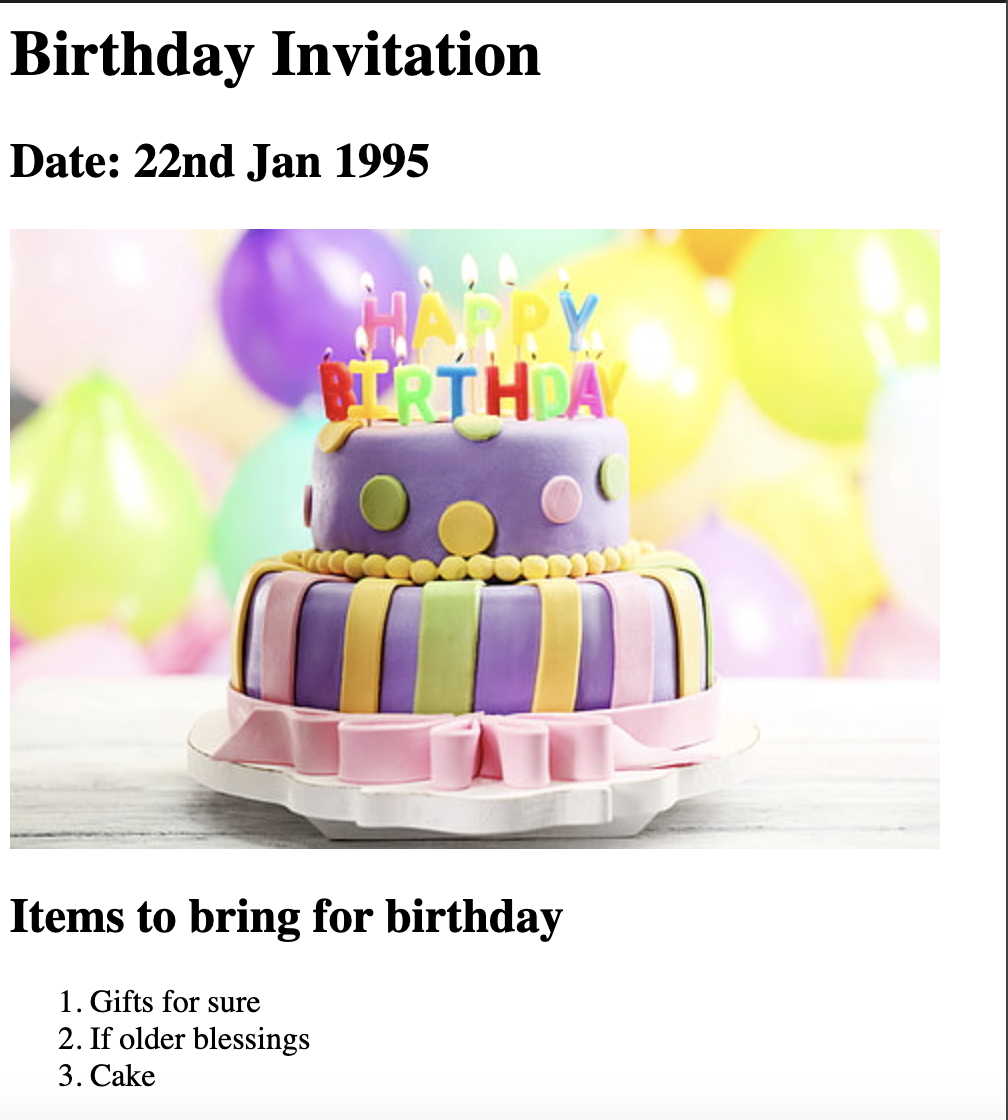 Birthday Invitation
Date: 22nd Jan 1995
HAPPY
BIRTHDAY
Items to bring for birthday
1. Gifts for sure
2. If older blessings
3. Cake